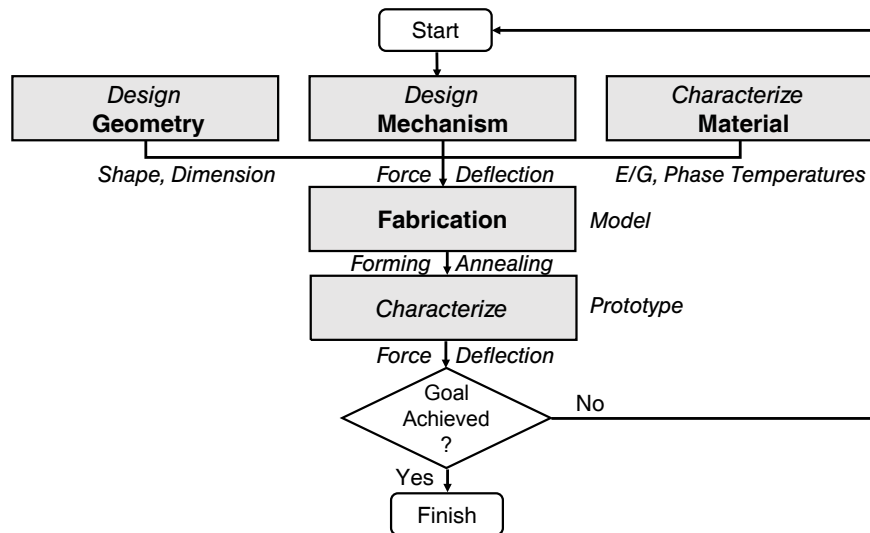 Start
Design
Geometry
Design
Mechanism
Characterize
Material
Shape, Dimension
Force
Deflection
E/G, Phase Temperatures
Fabrication
Model
Forming
Annealing
Characterize
Prototype
Force
Deflection
Goal
Achieved
?
No
Yes
Finish